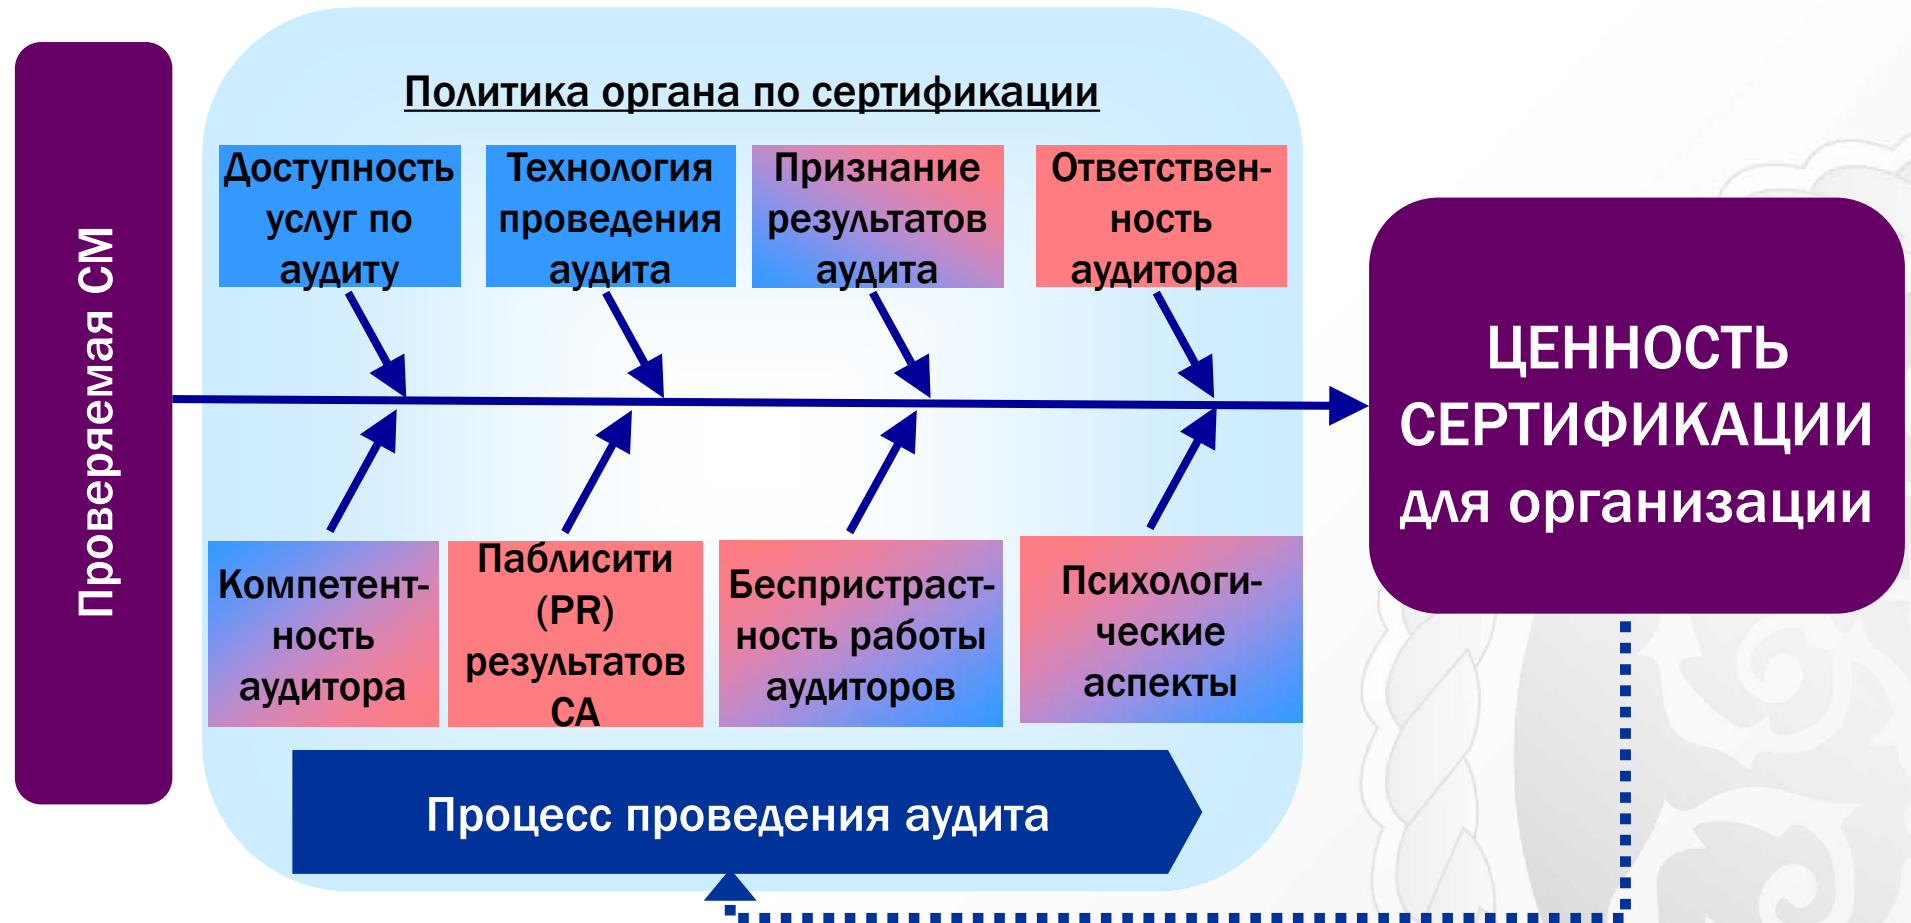 Проверяемая СМ
Политика органа по сертификации
Доступность
услуг по
аудиту
Технология
проведения
аудита
Признание
результатов
аудита
Ответствен-
ность
аудитора
Компетент-
ность
аудитора
Паблисити
(PR)
результатов
СА
Беспристраст-
ность работы
аудиторов
Психологи-
ческие
аспекты
Процесс проведения аудита
ЦЕННОСТЬ
СЕРТИФИКАЦИИ
для организации